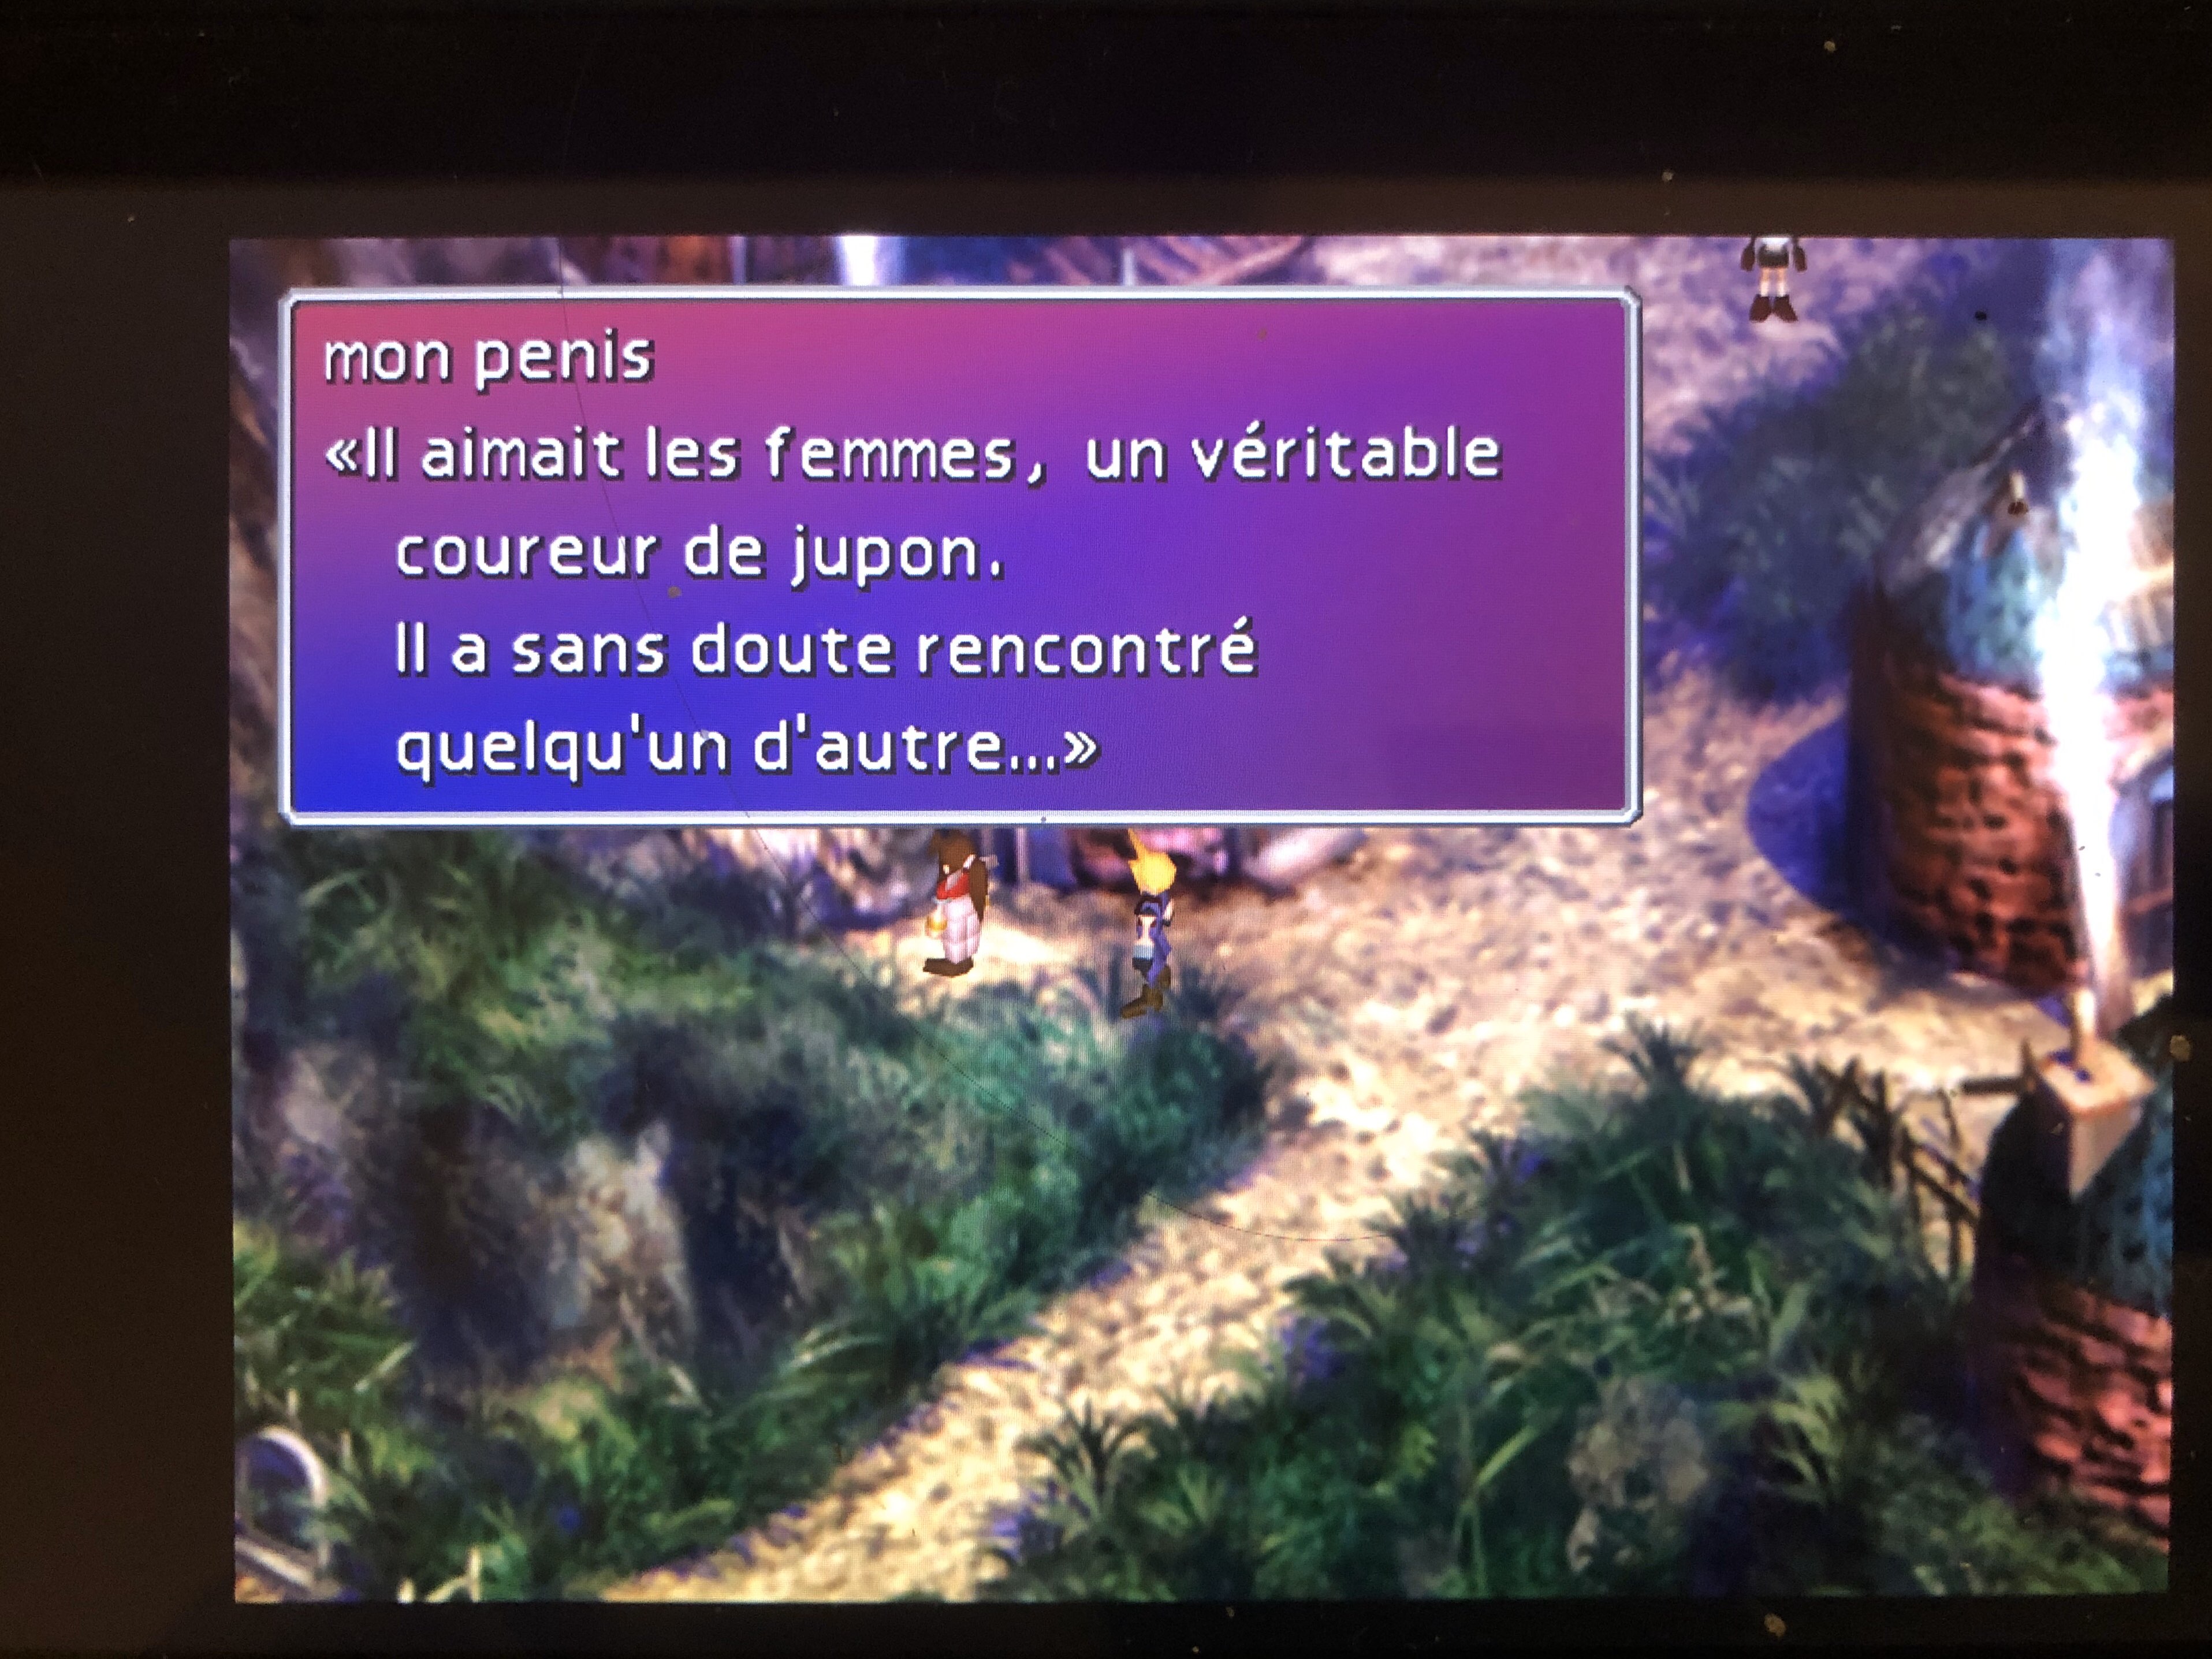 mon penis
«Il aimait les femmes, un véritable
coureur de jupon.
Il a sans doute rencontré
quelqu'un d'autre...»